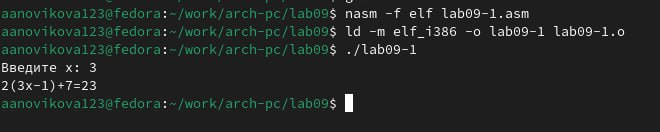 aanovikova123@fedora:~/work/arch-pc/lab09$ nasm -f elf lab09-1.asm
aanovikova123@fedora:~/work/arch-pc/lab09$ ld -m elf_i386 -o lab09-1 lab09-1.o
aanovikova123@fedora:~/work/arch-pc/lab09$ ./lab09-1
Введите x: 3
2(3x-1)+7=23
aanovikova123@fedora:~/work/arch-pc/lab09$